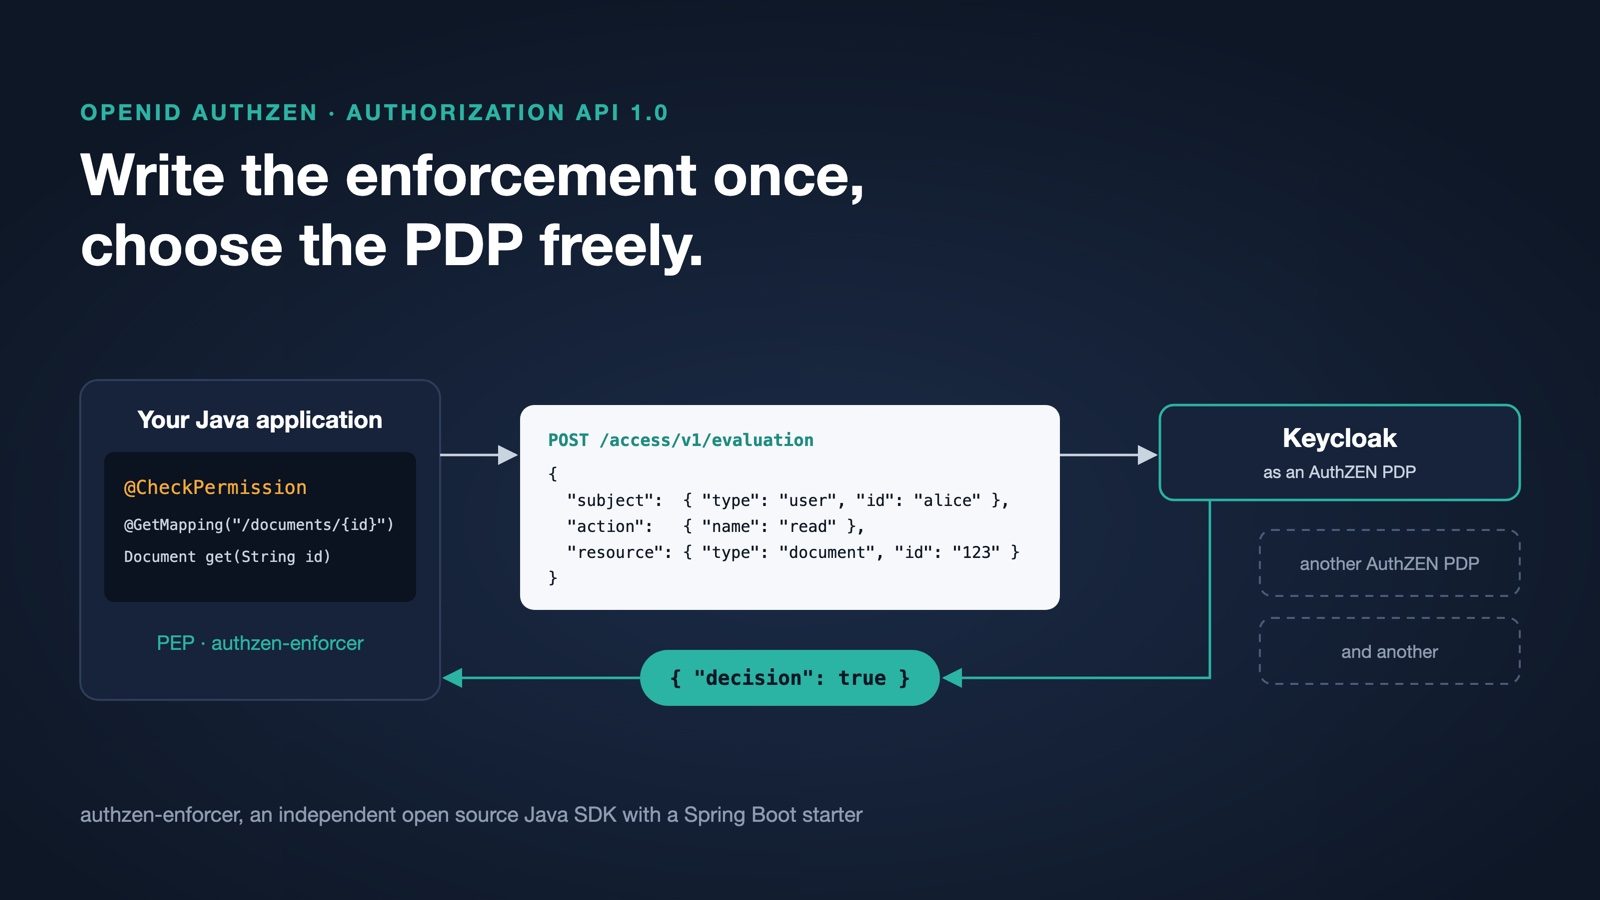 OPENID AUTHZEN · AUTHORIZATION API 1.0
Write the enforcement once,
choose the PDP freely.
Your Java application
@CheckPermission
@GetMapping("/documents/{id}")
Document get(String id)
PEP · authzen-enforcer
POST /access/v1/evaluation
{
"subject": { "type": "user", "id": "alice" },
"action": { "name": "read" },
"resource": { "type": "document", "id": "123" }
}
{ "decision": true }
Keycloak
as an AuthZEN PDP
another AuthZEN PDP
and another
authzen-enforcer, an independent open source Java SDK with a Spring Boot starter